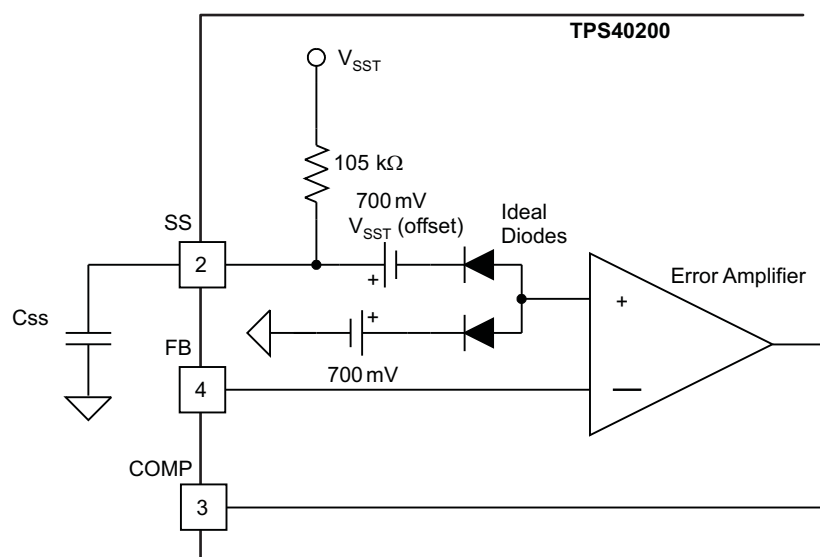 TPS40200
V_SST
105 kΩ
700 mV
V_SST (offset)
Ideal
Diodes
SS
2
+
Error Amplifier
+
Css
+
FB
700 mV
4
—
COMP
3